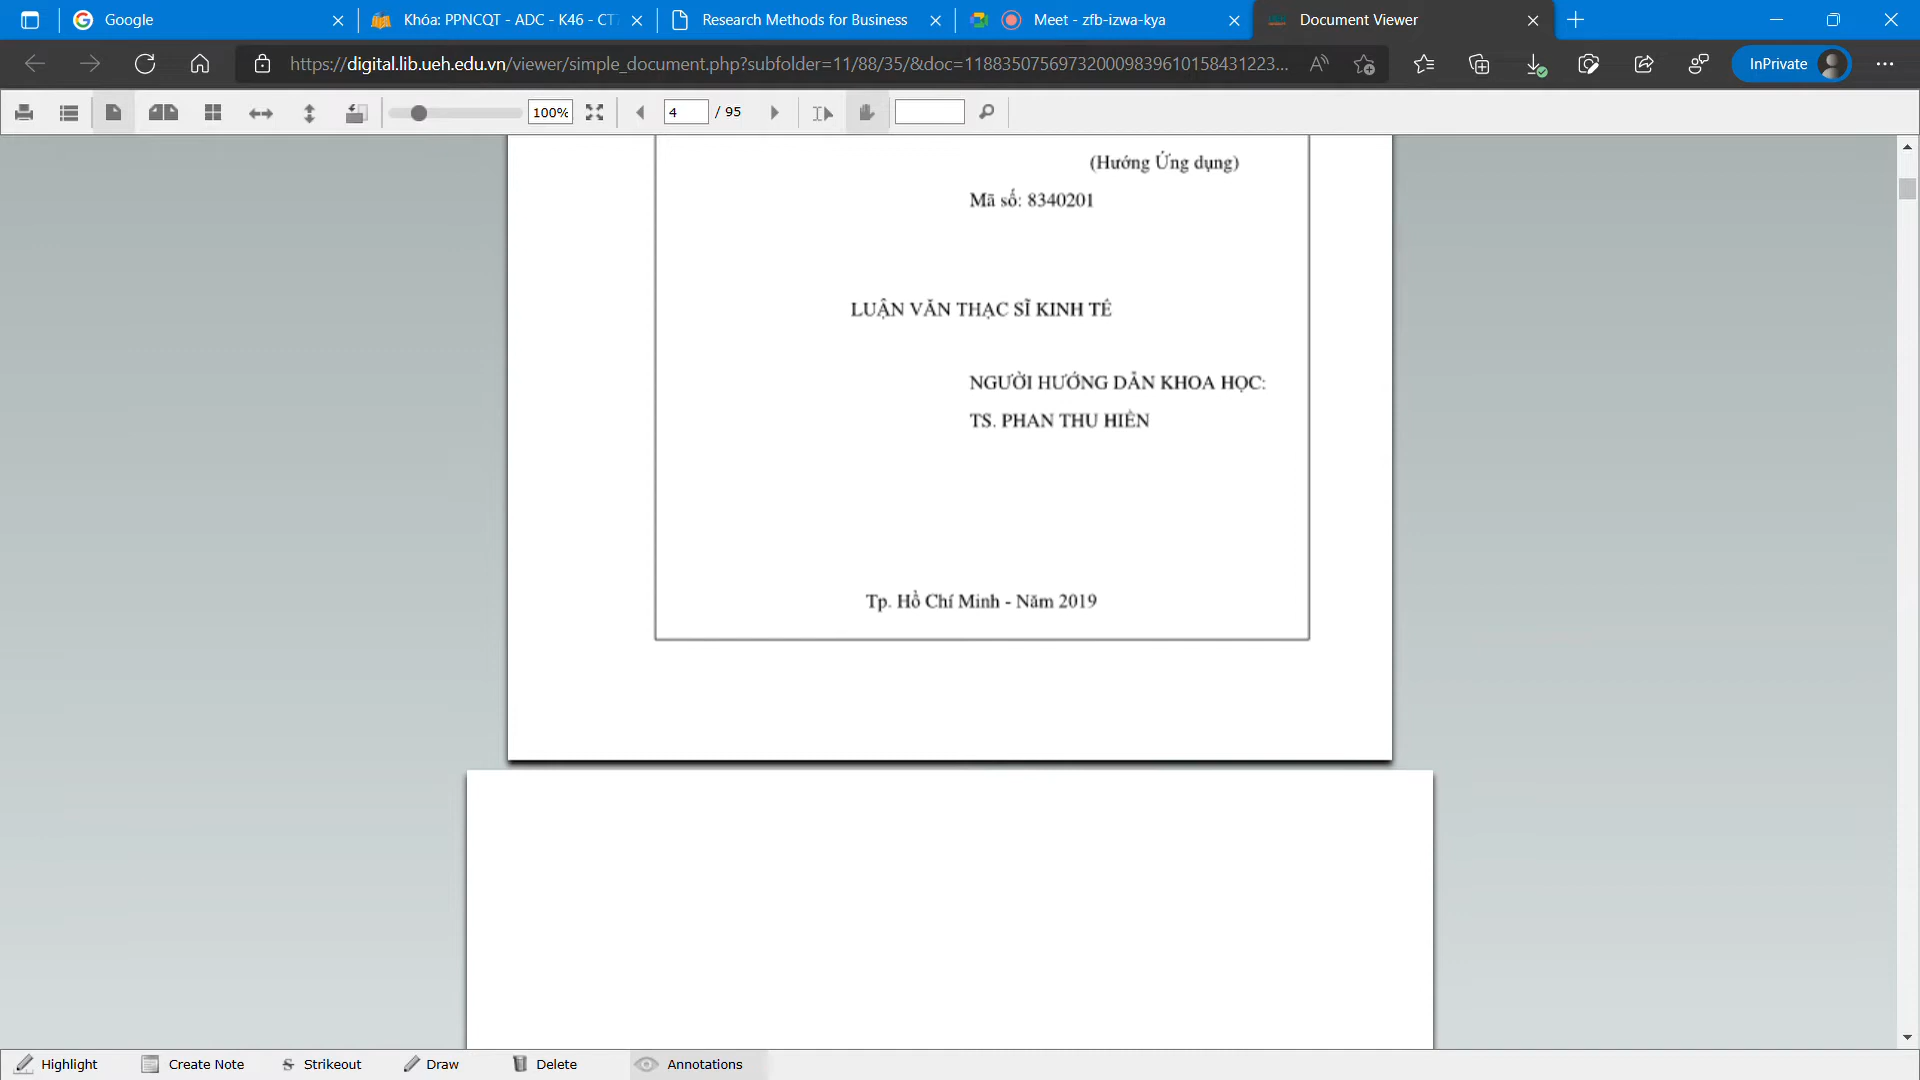 Google
Khóa: PPNCQT - ADC - K46 - CT
Research Methods for Business
Meet - zfb-izwa-kya
Document Viewer
https://digital.lib.ueh.edu.vn/viewer/simple_document.php?subfolder=11/88/35/&doc=118835075697320009839610158431223...
InPrivate
100%
4 / 95
(Hướng Ứng dụng)
Mã số: 8340201
LUẬN VĂN THẠC SĨ KINH TẾ
NGƯỜI HƯỚNG DẪN KHOA HỌC:
TS. PHAN THU HIỀN
Tp. Hồ Chí Minh - Năm 2019
Highlight
Create Note
Strikeout
Draw
Delete
Annotations